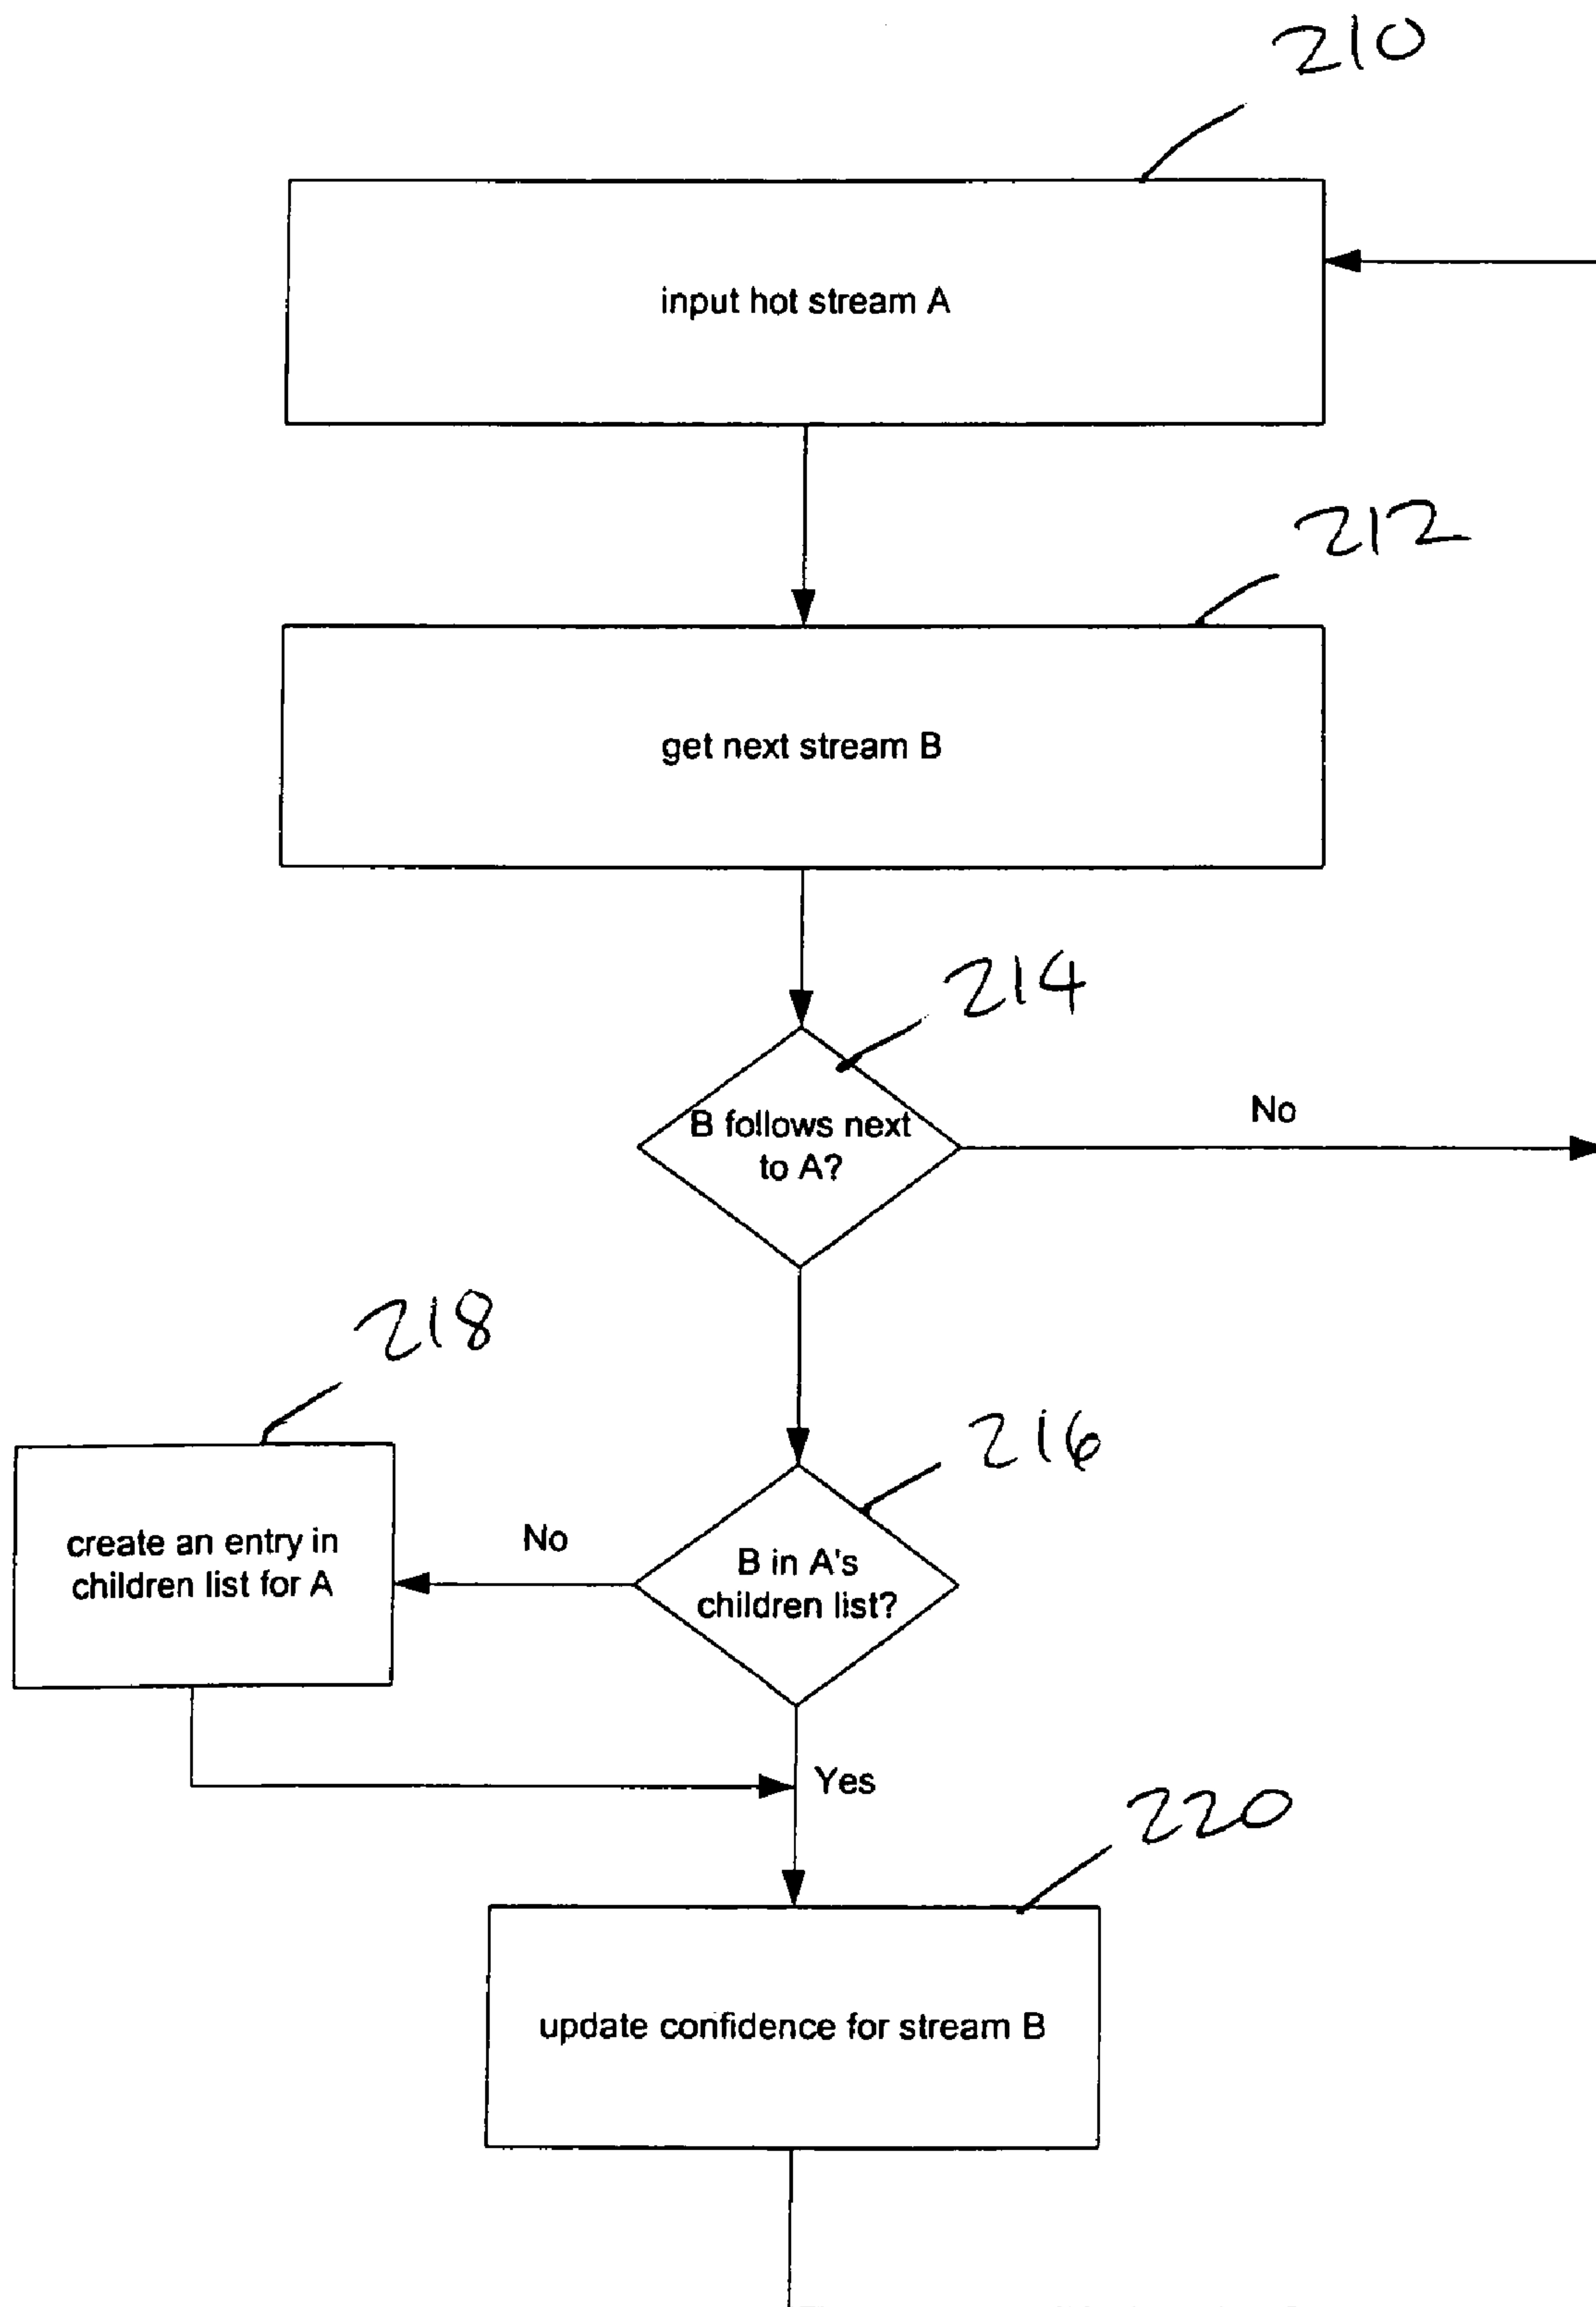 210
input hot stream A
212
get next stream B
214
B follows next
to A?
No
218
216
create an entry in
children list for A
No
B in A's
children list?
Yes
220
update confidence for stream B